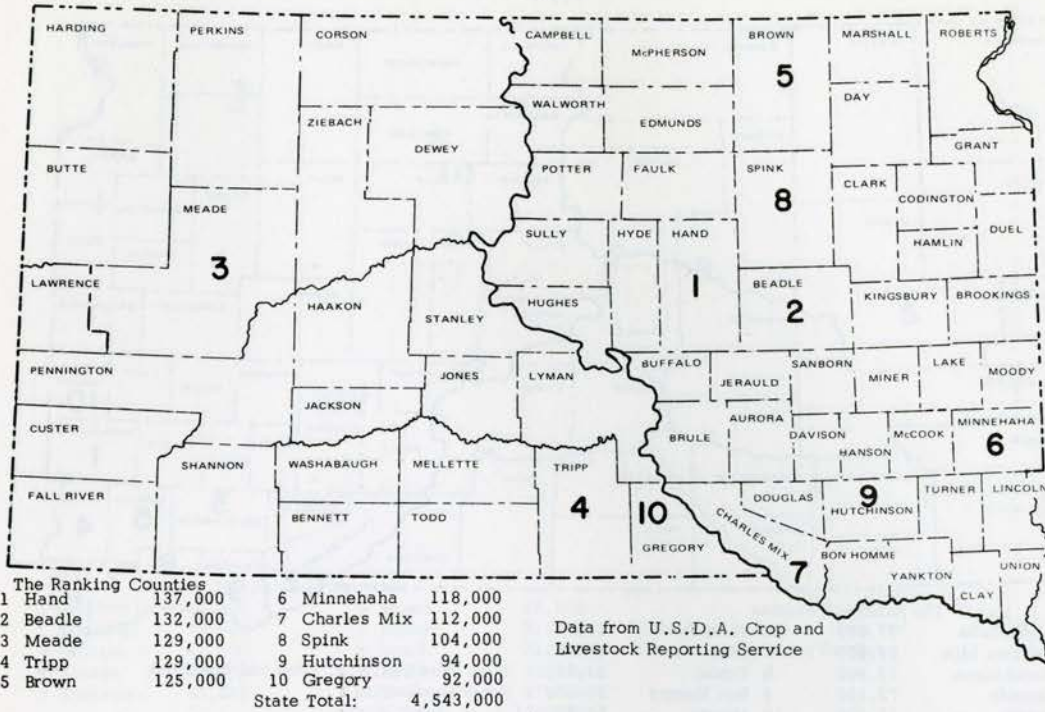 HARDING PERKINS CORSON CAMPBELL McPHERSON BROWN MARSHALL ROBERTS
5
WALWORTH DAY
ZIEBACH EDMUNDS
DEWEY GRANT
BUTTE POTTER FAULK SPINK CLARK
CODINGTON
MEADE 8
SULLY HYDE HAND HAMLIN DUEL
3
LAWRENCE 1 BEADLE KINGSBURY BROOKINGS
HAAKON HUGHES 2
STANLEY
PENNINGTON JONES LYMAN BUFFALO JERAULD SANBORN MINER LAKE MOODY
JACKSON
CUSTER BRULE AURORA DAVISON HANSON McCOOK MINNEHAHA
6
SHANNON WASHABAUGH MELLETTE TRIPP
FALL RIVER 4 10 DOUGLAS 9 TURNER LINCOLN
BENNETT TODD HUTCHINSON
GREGORY CHARLES MIX BON HOMME
7 YANKTON UNION
CLAY
The Ranking Counties
1 Hand 137,000 6 Minnehaha 118,000
2 Beadle 132,000 7 Charles Mix 112,000
3 Meade 129,000 8 Spink 104,000
4 Tripp 129,000 9 Hutchinson 94,000
5 Brown 125,000 10 Gregory 92,000
State Total: 4,543,000
Data from U.S.D.A. Crop and
Livestock Reporting Service